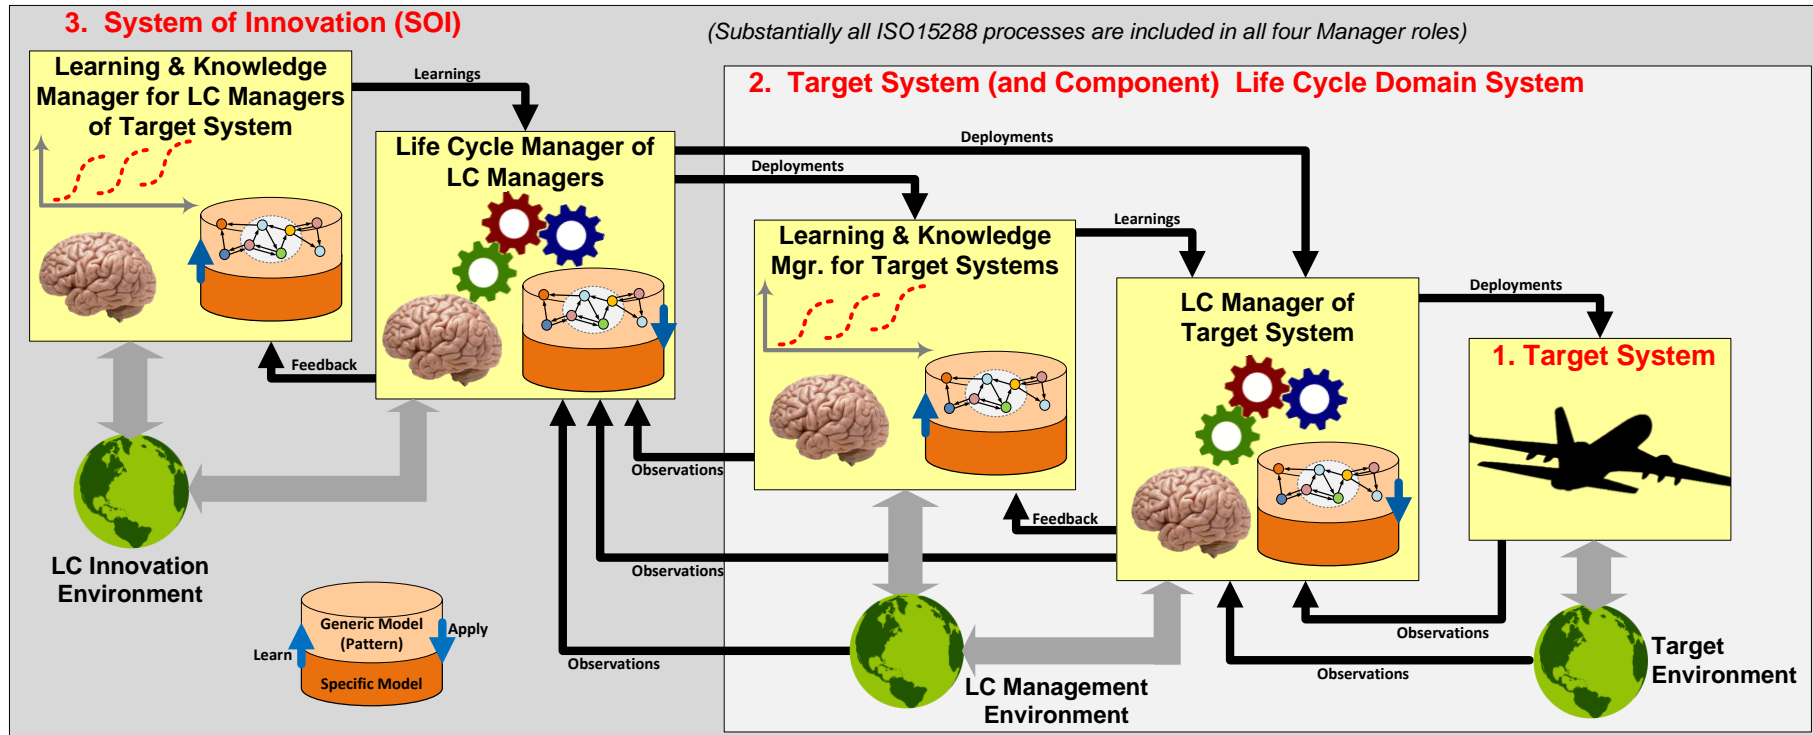 3. System of Innovation (SOI)
(Substantially all ISO15288 processes are included in all four Manager roles)
Learning & Knowledge
Manager for LC Managers
of Target System
Learnings
2. Target System (and Component) Life Cycle Domain System
Life Cycle Manager of
LC Managers
Deployments
Deployments
Learning & Knowledge
Mgr. for Target Systems
Learnings
LC Manager of
Target System
Deployments
1. Target System
Feedback
Observations
Feedback
Observations
Observations
Observations
Observations
LC Innovation
Environment
Generic Model
(Pattern)
Apply
Learn
Specific Model
LC Management
Environment
Target
Environment